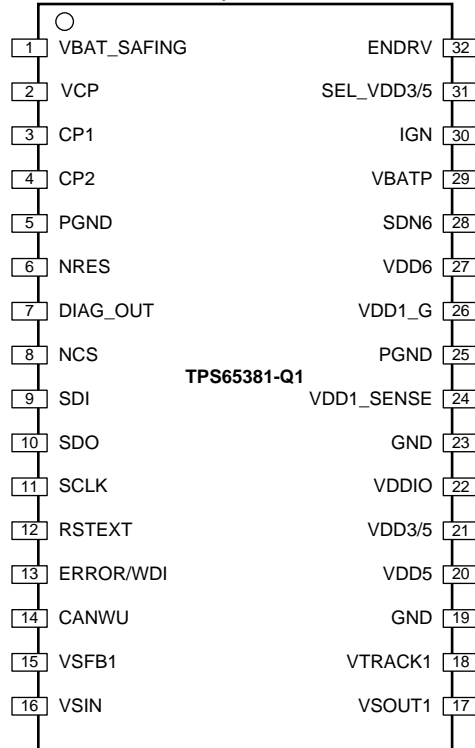 1 VBAT_SAFING ENDRV 32
2 VCP SEL_VDD3/5 31
3 CP1 IGN 30
4 CP2 VBATP 29
5 PGND SDN6 28
6 NRES VDD6 27
7 DIAG_OUT VDD1_G 26
8 NCS PGND 25
TPS65381-Q1
9 SDI VDD1_SENSE 24
10 SDO GND 23
11 SCLK VDDIO 22
12 RSTEXT VDD3/5 21
13 ERROR/WDI VDD5 20
14 CANWU GND 19
15 VSFB1 VTRACK1 18
16 VSIN VSOUT1 17